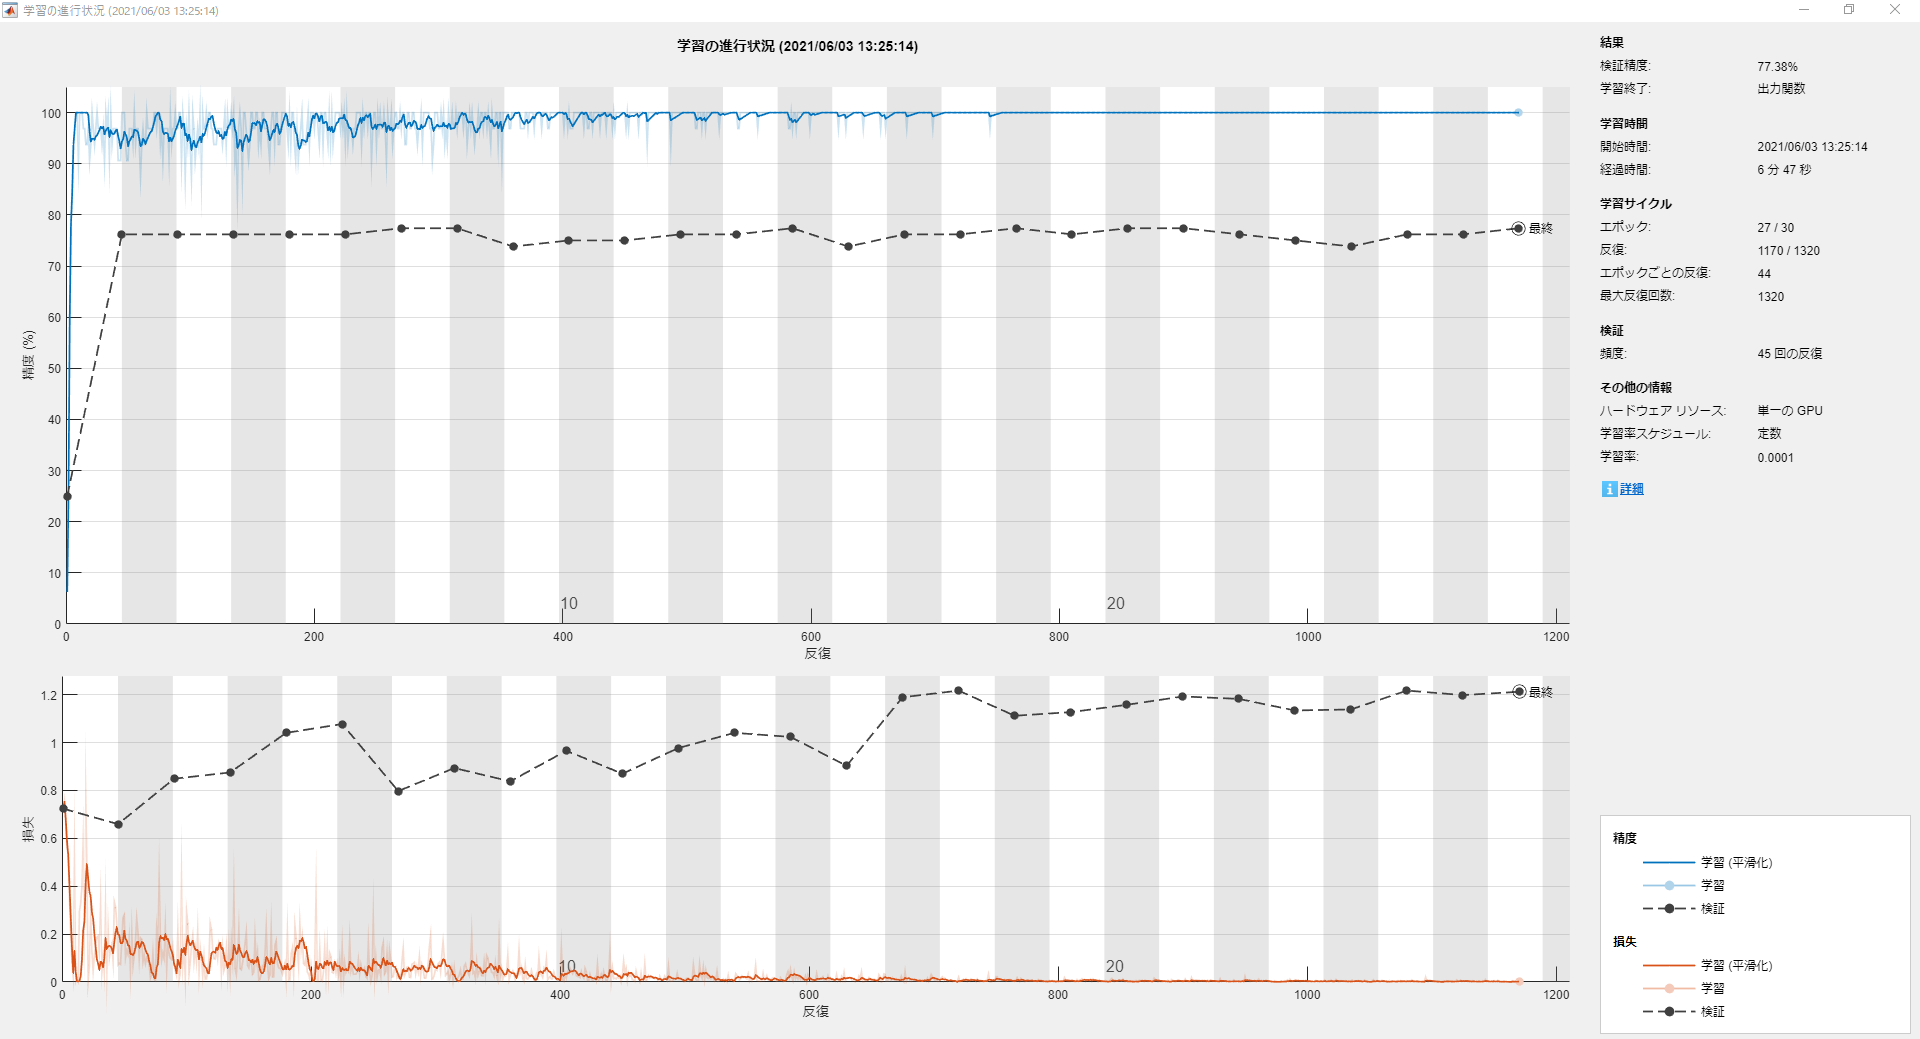 学習の進行状況 (2021/06/03 13:25:14)
学習の進行状況 (2021/06/03 13:25:14)
精度 (%)
100
90
80
70
60
50
40
30
20
10
0
最終
10
20
0
200
400
600
800
1000
1200
反復
損失
1.2
1
0.8
0.6
0.4
0.2
0
最終
10
20
0
200
400
600
800
1000
1200
反復
結果
検証精度: 77.38%
学習終了: 出力関数
学習時間
開始時間: 2021/06/03 13:25:14
経過時間: 6 分 47 秒
学習サイクル
エポック: 27 / 30
反復: 1170 / 1320
エポックごとの反復: 44
最大反復回数: 1320
検証
頻度: 45 回の反復
その他の情報
ハードウェア リソース: 単一の GPU
学習率スケジュール: 定数
学習率: 0.0001
i 詳細
精度
学習 (平滑化)
学習
検証
損失
学習 (平滑化)
学習
検証